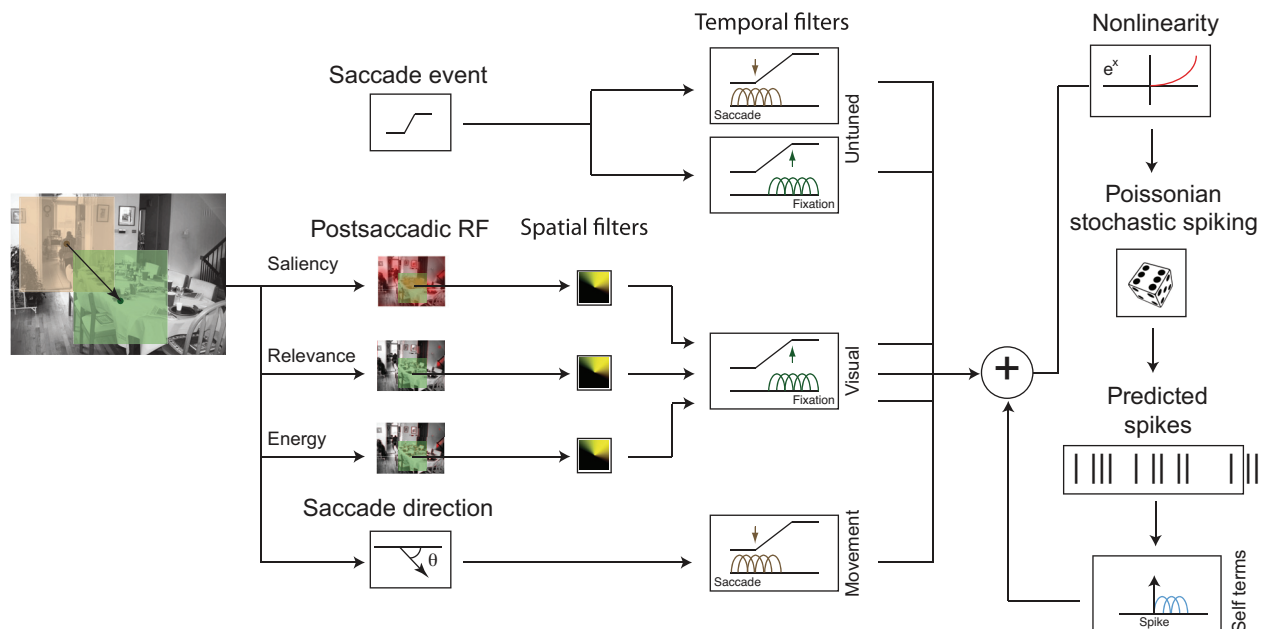 Temporal filters
Nonlinearity
Saccade event
e^x
Saccade
Untuned
Fixation
Poissonian
stochastic spiking
Postsaccadic RF
Spatial filters
Saliency
Relevance
Visual
Fixation
+
Energy
Predicted
spikes
Saccade direction
θ
Saccade
Movement
Spike
Self terms